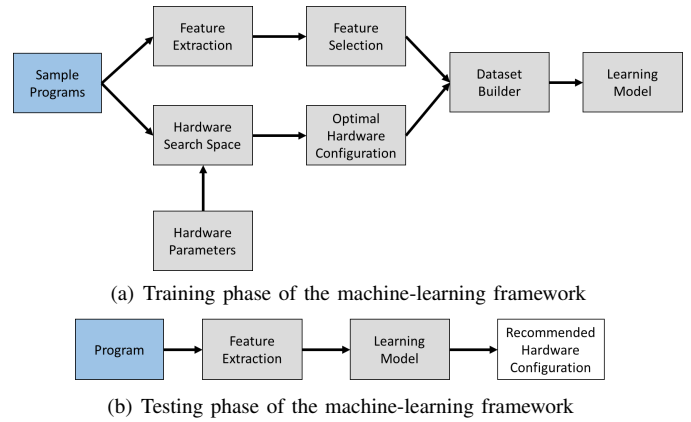 Feature
Extraction
Feature
Selection
Sample
Programs
Dataset
Builder
Learning
Model
Hardware
Search Space
Optimal
Hardware
Configuration
Hardware
Parameters
(a) Training phase of the machine-learning framework
Program
Feature
Extraction
Learning
Model
Recommended
Hardware
Configuration
(b) Testing phase of the machine-learning framework